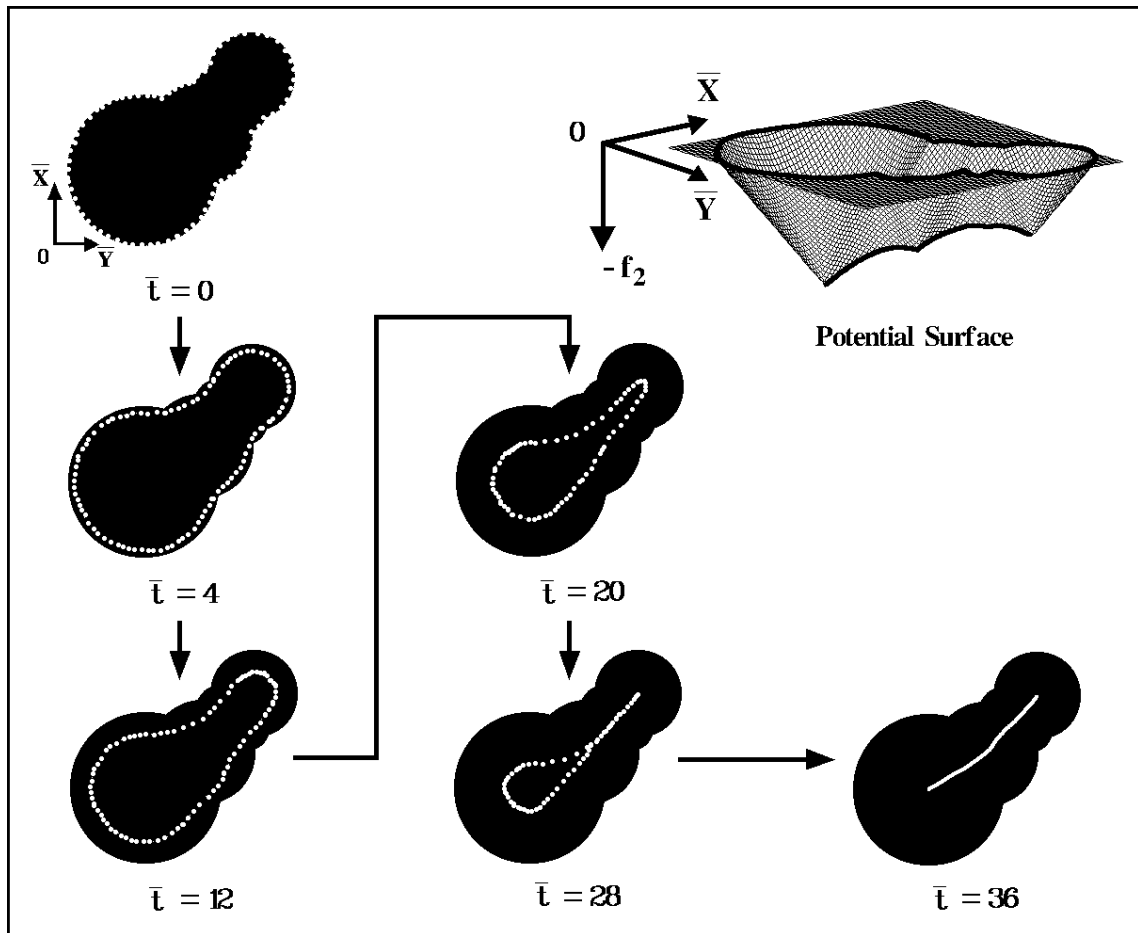 X̅
0
Y̅
t̅ = 0
0
X̅
Y̅
- f₂
Potential Surface
t̅ = 4
t̅ = 20
t̅ = 12
t̅ = 28
t̅ = 36